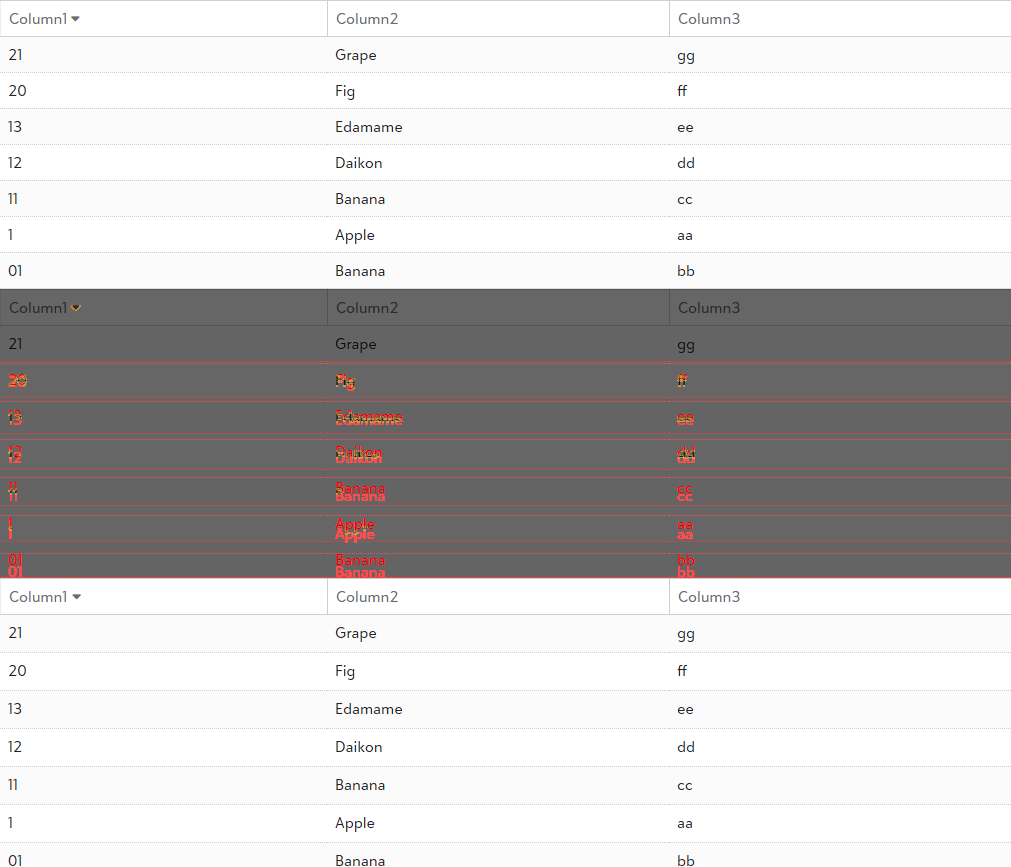 Column1 Column2 Column3
21 Grape gg
20 Fig ff
13 Edamame ee
12 Daikon dd
11 Banana cc
1 Apple aa
01 Banana bb
Column1 Column2 Column3
21 Grape gg
20 Fig ff
13 Edamame ee
12 Daikon dd
11 Banana cc
1 Apple aa
01 Banana bb
Column1 Column2 Column3
21 Grape gg
20 Fig ff
13 Edamame ee
12 Daikon dd
11 Banana cc
1 Apple aa
01 Banana bb